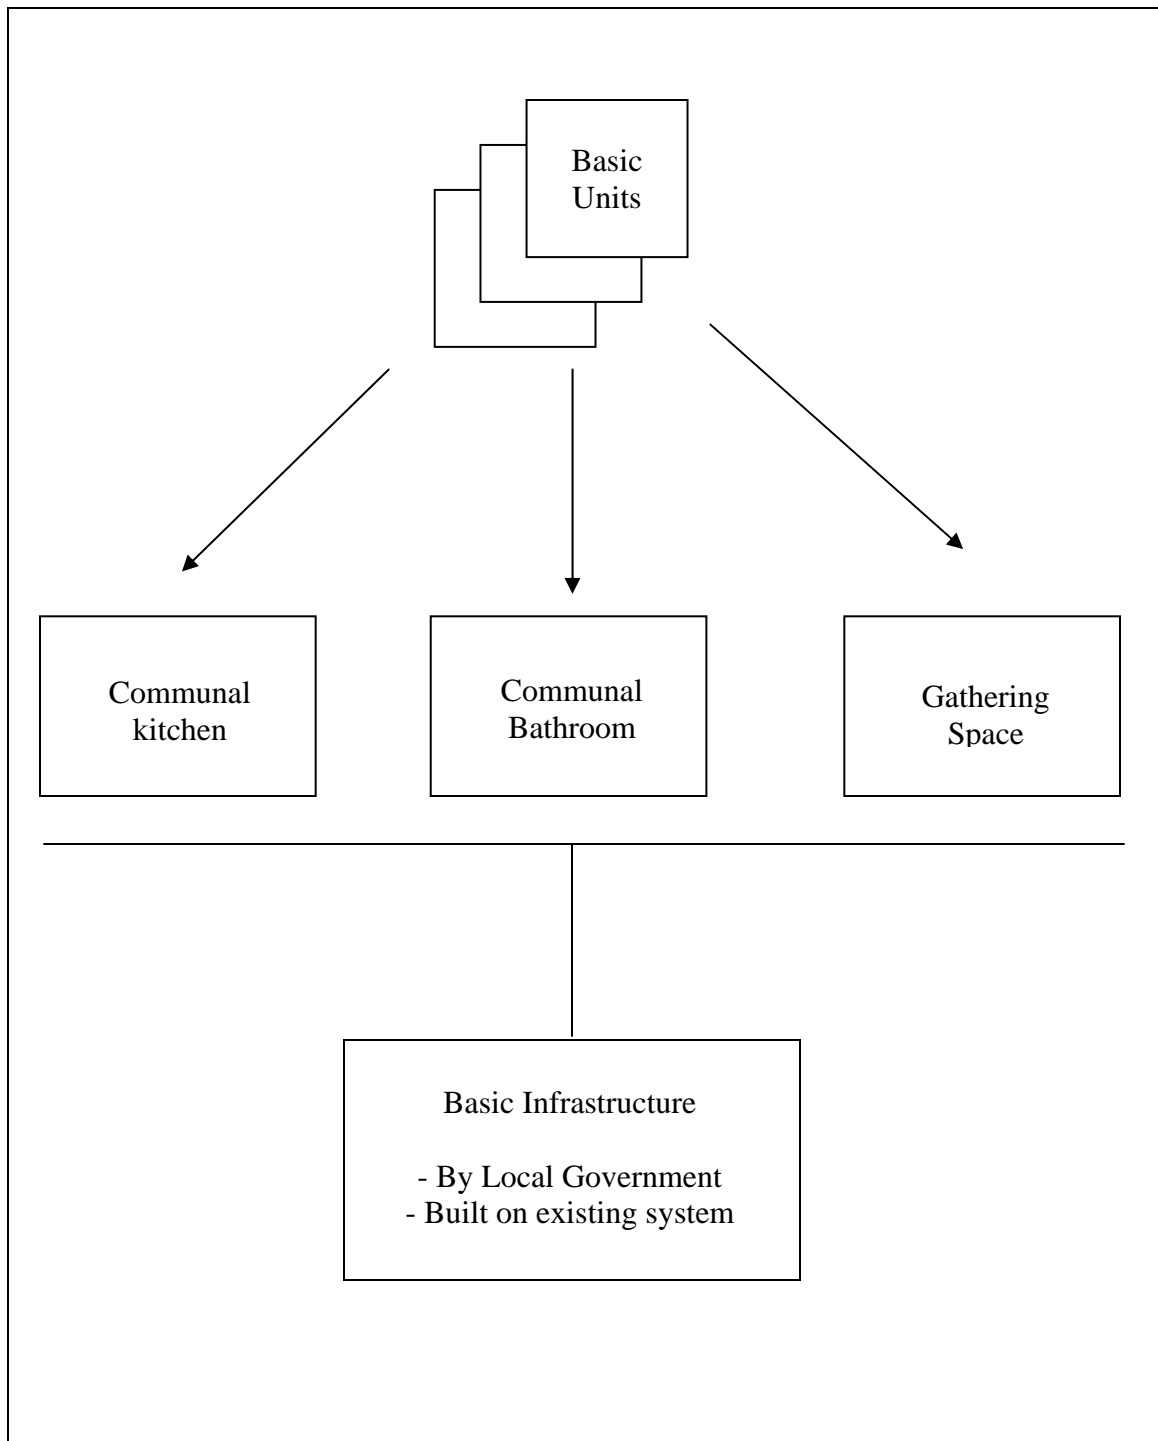 Basic
Units
Communal
kitchen
Communal
Bathroom
Gathering
Space
Basic Infrastructure
- By Local Government
- Built on existing system